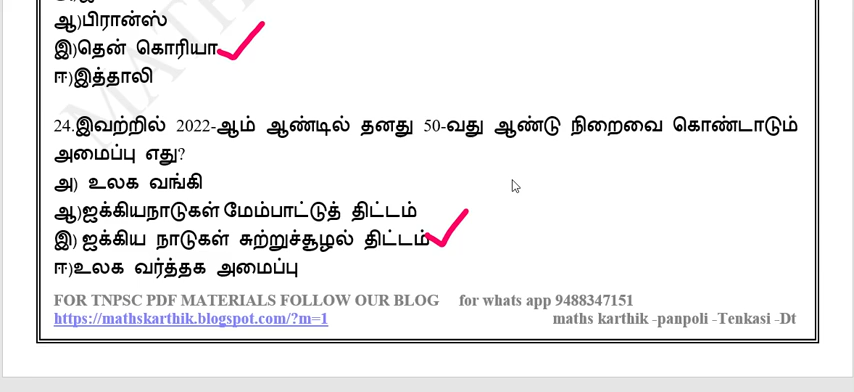 ஆ)பிரான்ஸ்
இ)தென் கொரியா
ஈ)இத்தாலி
24.இவற்றில் 2022-ஆம் ஆண்டில் தனது 50-வது ஆண்டு நிறைவை கொண்டாடும்
அமைப்பு எது?
அ) உலக வங்கி
ஆ)ஐக்கியநாடுகள் மேம்பாட்டுத் திட்டம்
இ) ஐக்கிய நாடுகள் சுற்றுச்சூழல் திட்டம்
ஈ)உலக வர்த்தக அமைப்பு
FOR TNPSC PDF MATERIALS FOLLOW OUR BLOG for whats app 9488347151
https://mathskarthik.blogspot.com/?m=1 maths karthik -panpoli -Tenkasi -Dt